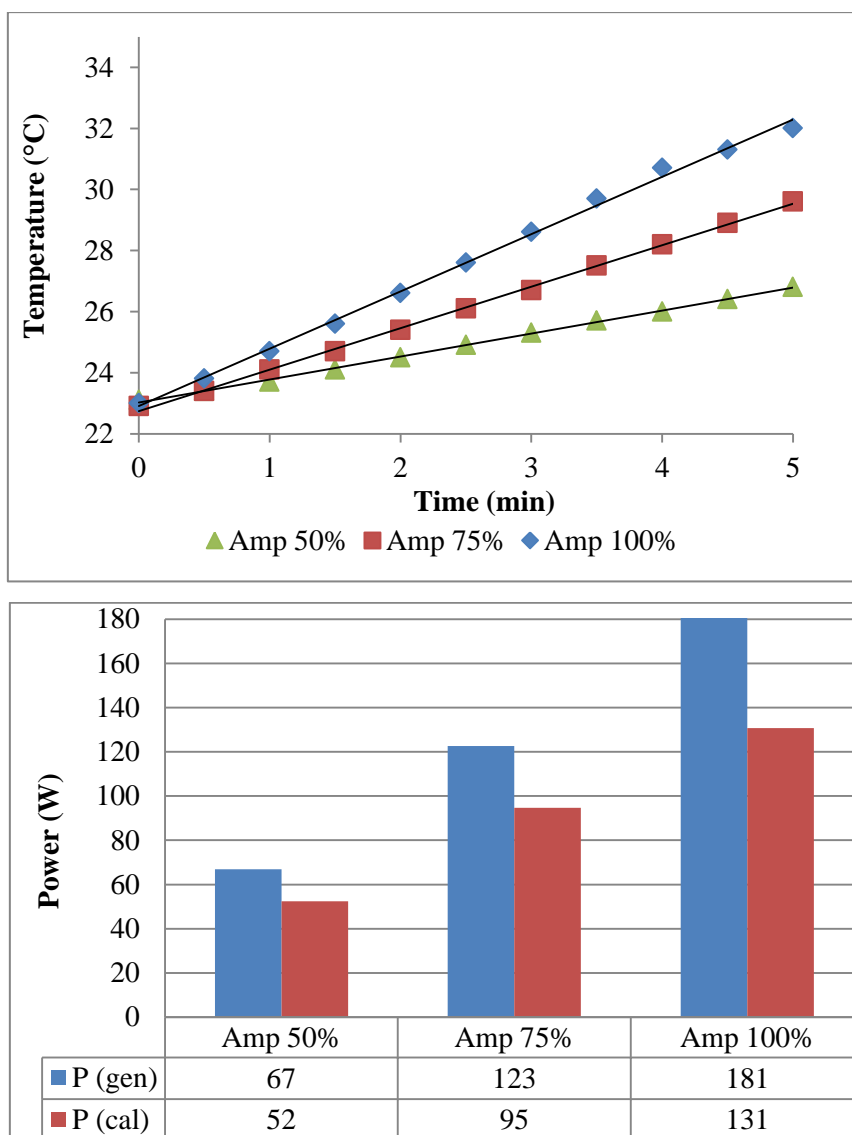 34
32
30
28
26
24
22
Temperature (°C)
0 1 2 3 4 5
Time (min)
Amp 50% Amp 75% Amp 100%
180
160
140
120
100
80
60
40
20
0
Power (W)
Amp 50% Amp 75% Amp 100%
P (gen) 67 123 181
P (cal) 52 95 131